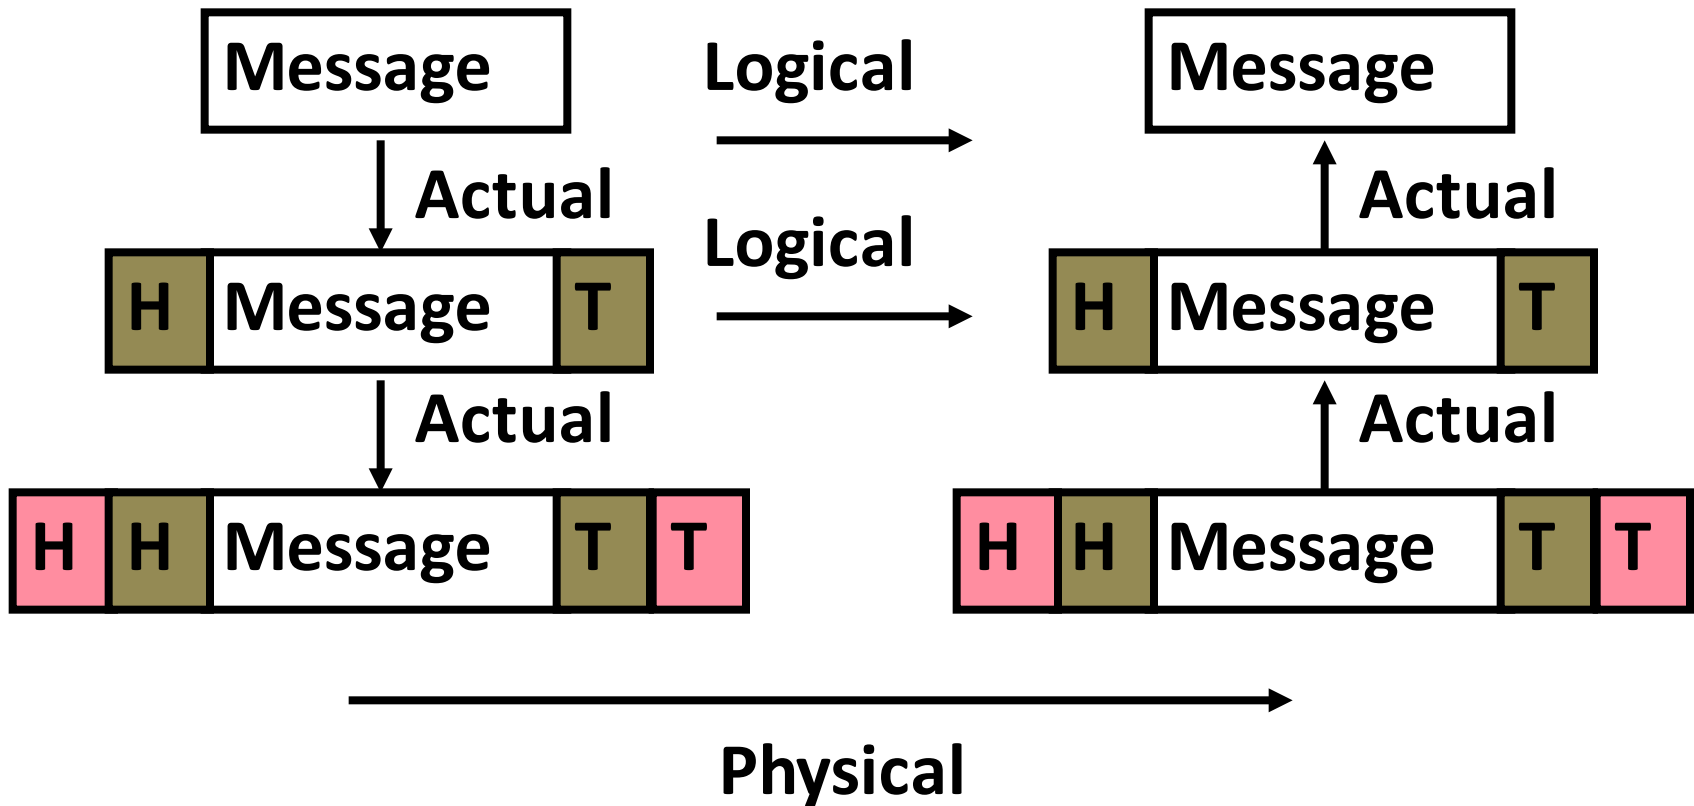 Message Logical Message
Actual Actual
Logical
H Message T H Message T
Actual Actual
H H Message T T H H Message T T
Physical